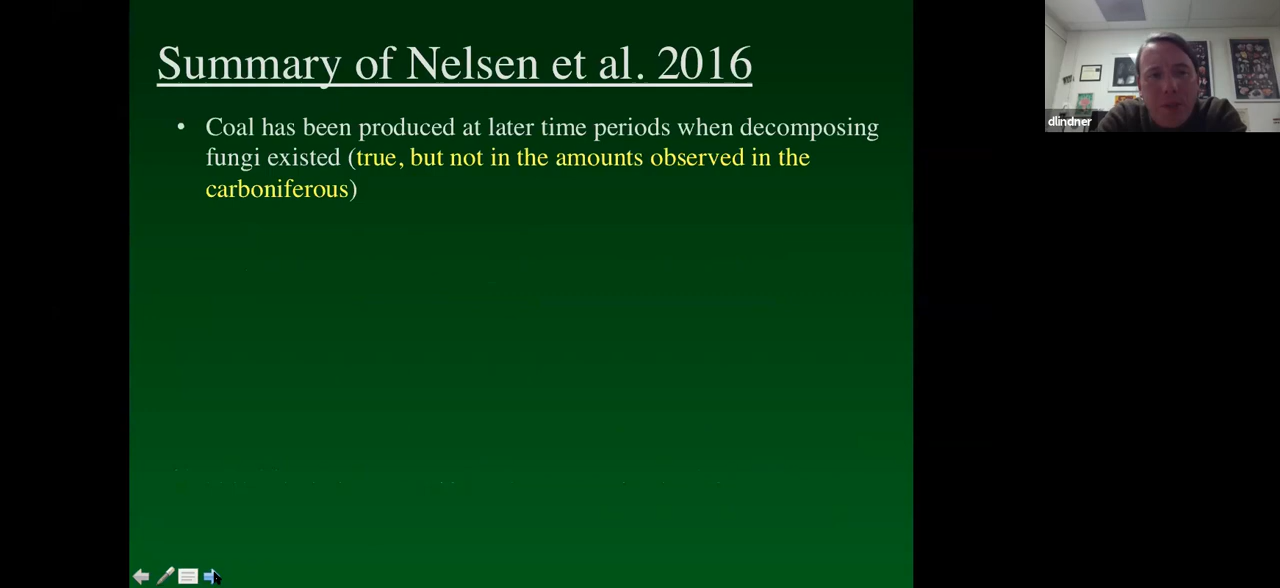 Summary of Nelsen et al. 2016
• Coal has been produced at later time periods when decomposing
fungi existed (true, but not in the amounts observed in the
carboniferous)
dlindner